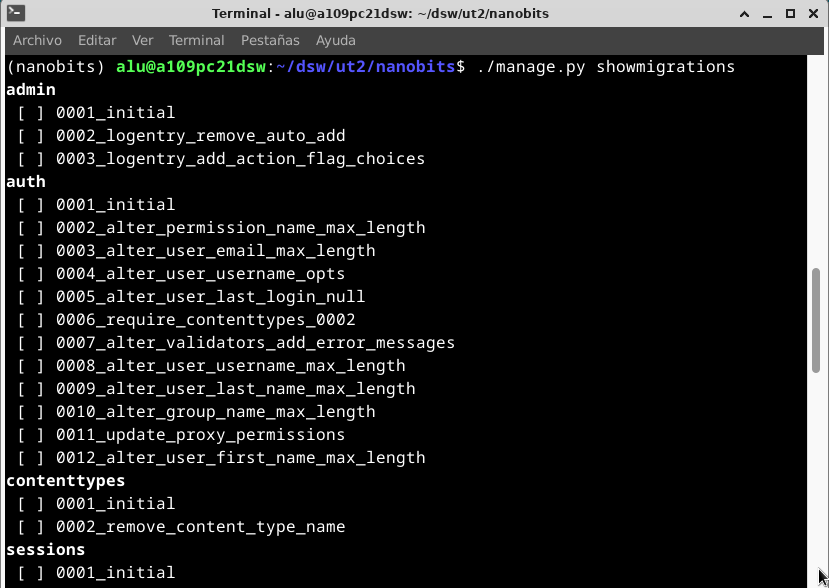 Terminal - alu@a109pc21dsw: ~/dsw/ut2/nanobits
Archivo Editar Ver Terminal Pestañas Ayuda
(nanobits) alu@a109pc21dsw:~/dsw/ut2/nanobits$ ./manage.py showmigrations
admin
[ ] 0001_initial
[ ] 0002_logentry_remove_auto_add
[ ] 0003_logentry_add_action_flag_choices
auth
[ ] 0001_initial
[ ] 0002_alter_permission_name_max_length
[ ] 0003_alter_user_email_max_length
[ ] 0004_alter_user_username_opts
[ ] 0005_alter_user_last_login_null
[ ] 0006_require_contenttypes_0002
[ ] 0007_alter_validators_add_error_messages
[ ] 0008_alter_user_username_max_length
[ ] 0009_alter_user_last_name_max_length
[ ] 0010_alter_group_name_max_length
[ ] 0011_update_proxy_permissions
[ ] 0012_alter_user_first_name_max_length
contenttypes
[ ] 0001_initial
[ ] 0002_remove_content_type_name
sessions
[ ] 0001_initial